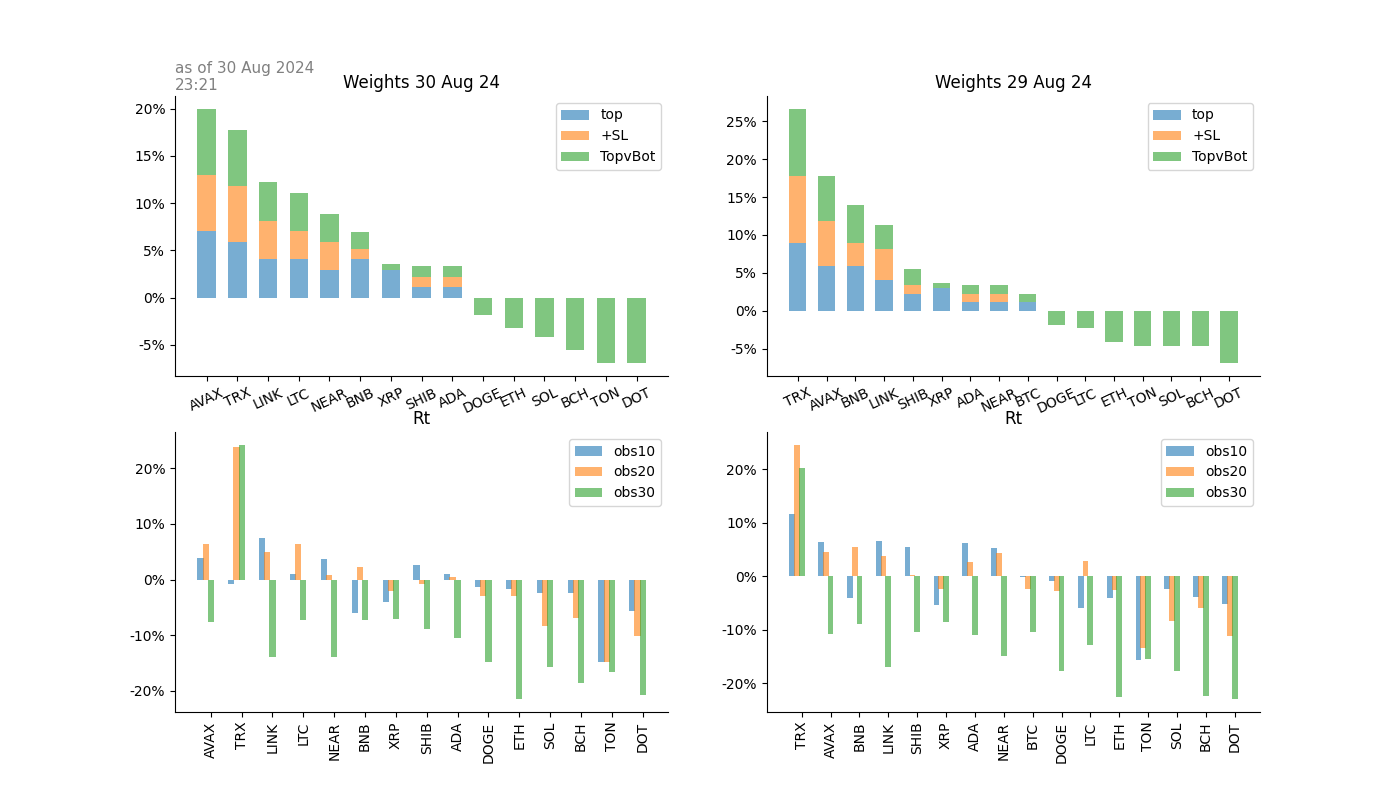 as of 30 Aug 2024
23:21
Weights 30 Aug 24
20%
15%
10%
5%
0%
-5%
top
+SL
TopvBot
AVAX TRX LINK LTC NEAR BNB XRP SHIB ADA DOGE ETH SOL BCH TON DOT
Weights 29 Aug 24
25%
20%
15%
10%
5%
0%
-5%
top
+SL
TopvBot
TRX AVAX BNB LINK SHIB XRP ADA NEAR BTC DOGE LTC ETH TON SOL BCH DOT
Rt
20%
10%
0%
-10%
-20%
obs10
obs20
obs30
AVAX TRX LINK LTC NEAR BNB XRP SHIB ADA DOGE ETH SOL BCH TON DOT
Rt
20%
10%
0%
-10%
-20%
obs10
obs20
obs30
TRX AVAX BNB LINK SHIB XRP ADA NEAR BTC DOGE LTC ETH TON SOL BCH DOT